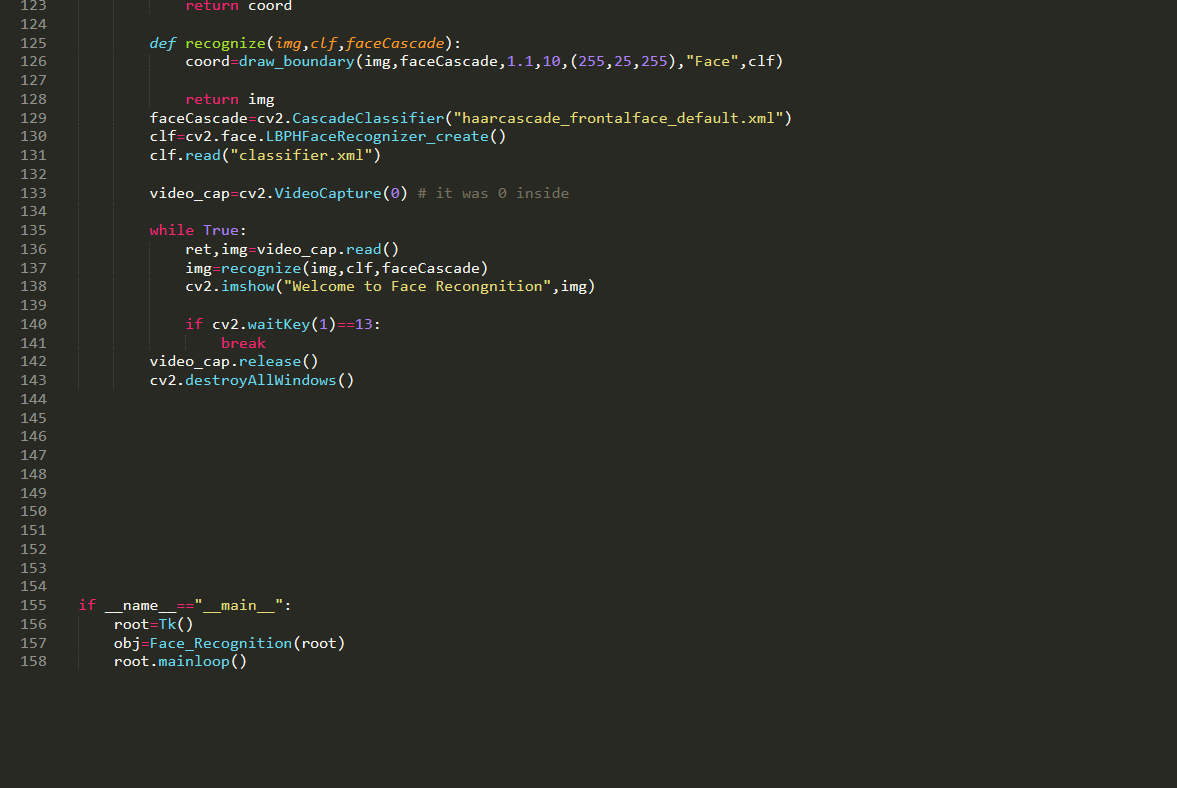 123 return coord
124
125 def recognize(img,clf,faceCascade):
126 coord=draw_boundary(img,faceCascade,1.1,10,(255,25,255),"Face",clf)
127
128 return img
129 faceCascade=cv2.CascadeClassifier("haarcascade_frontalface_default.xml")
130 clf=cv2.face.LBPHFaceRecognizer_create()
131 clf.read("classifier.xml")
132
133 video_cap=cv2.VideoCapture(0) # it was 0 inside
134
135 while True:
136 ret,img=video_cap.read()
137 img=recognize(img,clf,faceCascade)
138 cv2.imshow("Welcome to Face Recongnition",img)
139
140 if cv2.waitKey(1)==13:
141 break
142 video_cap.release()
143 cv2.destroyAllWindows()
144
145
146
147
148
149
150
151
152
153
154
155 if __name__=="__main__":
156 root=Tk()
157 obj=Face_Recognition(root)
158 root.mainloop()